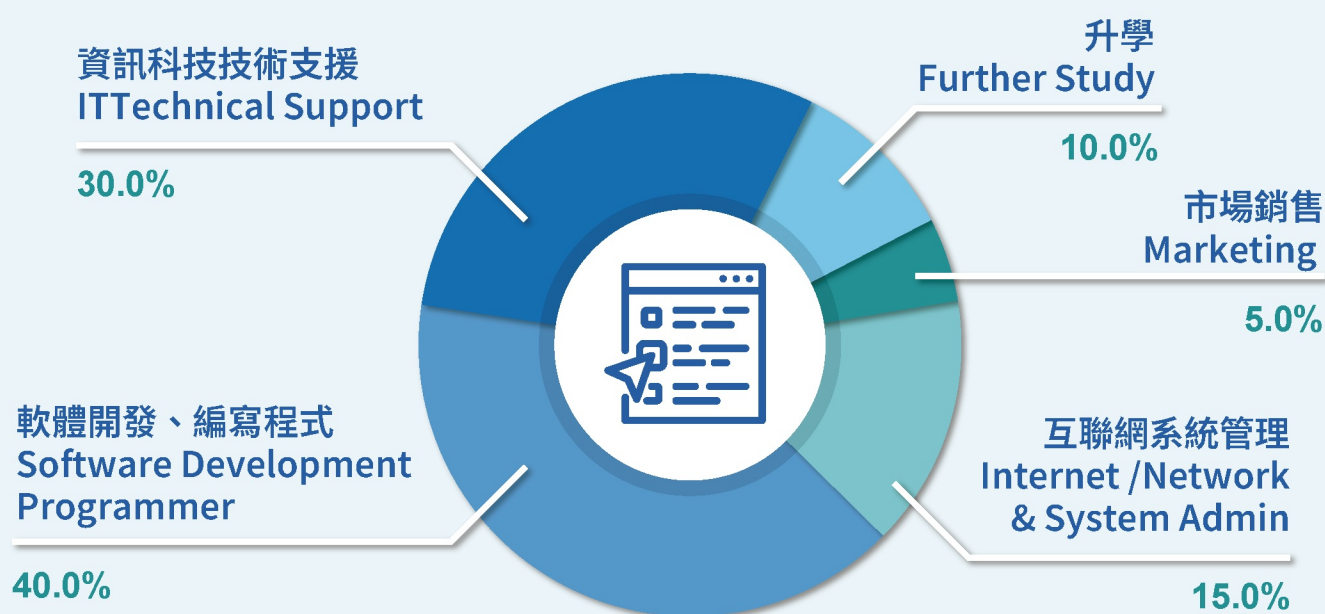 資訊科技技術支援
ITTechnical Support
30.0%
升學
Further Study
10.0%
市場銷售
Marketing
5.0%
軟體開發、編寫程式
Software Development
Programmer
40.0%
互聯網系統管理
Internet /Network
& System Admin
15.0%